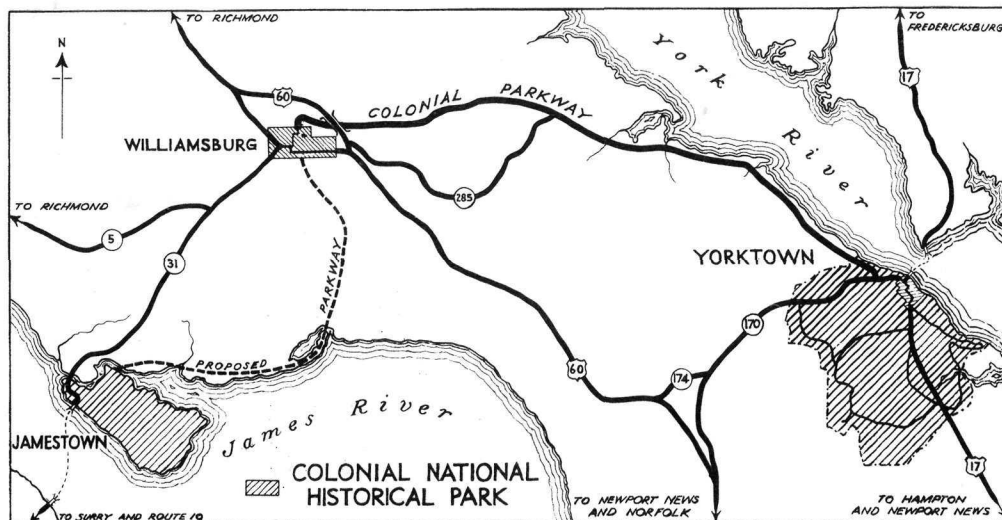 TO RICHMOND
TO
FREDERICKSBURG
N
60
17
York
River
COLONIAL PARKWAY
WILLIAMSBURG
285
TO RICHMOND
5
31
PARKWAY
YORKTOWN
170
PROPOSED
60
174
James River
JAMESTOWN
17
COLONIAL NATIONAL
HISTORICAL PARK
TO NEWPORT NEWS
AND NORFOLK
TO HAMPTON
AND NEWPORT NEWS
TO SURRY AND ROUTE 10